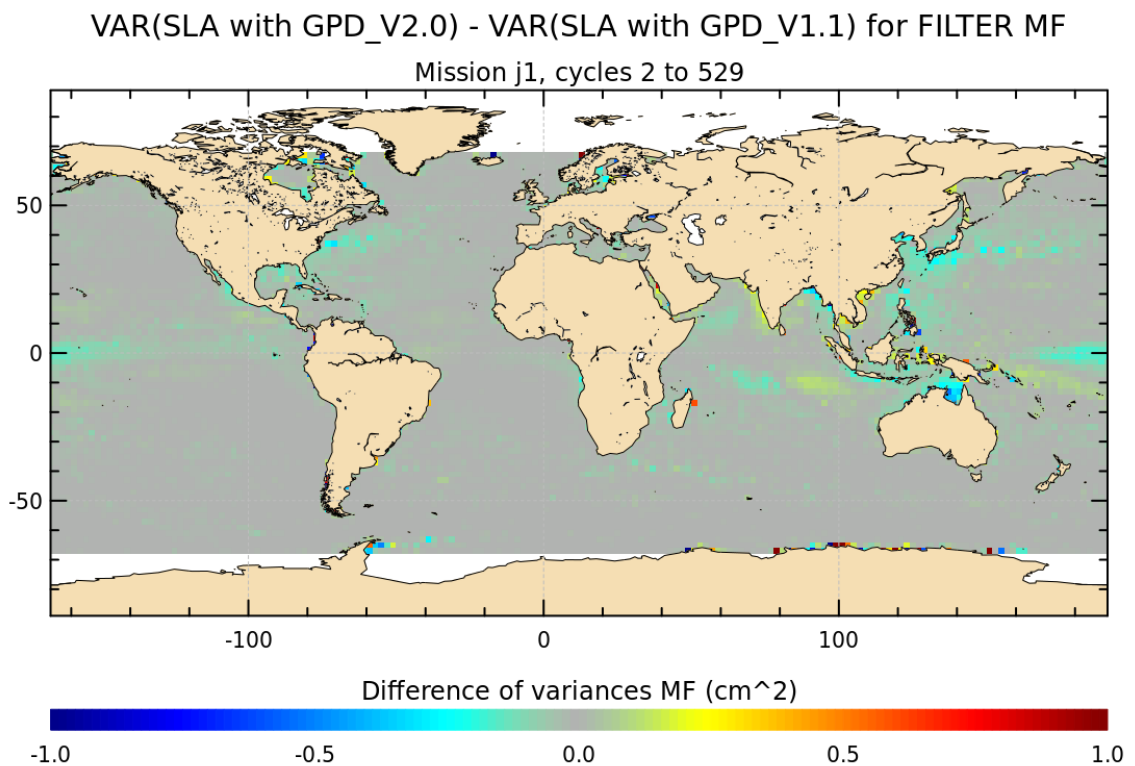 VAR(SLA with GPD_V2.0) - VAR(SLA with GPD_V1.1) for FILTER MF
Mission j1, cycles 2 to 529
50
0
-50
-100 0 100
Difference of variances MF (cm^2)
-1.0 -0.5 0.0 0.5 1.0